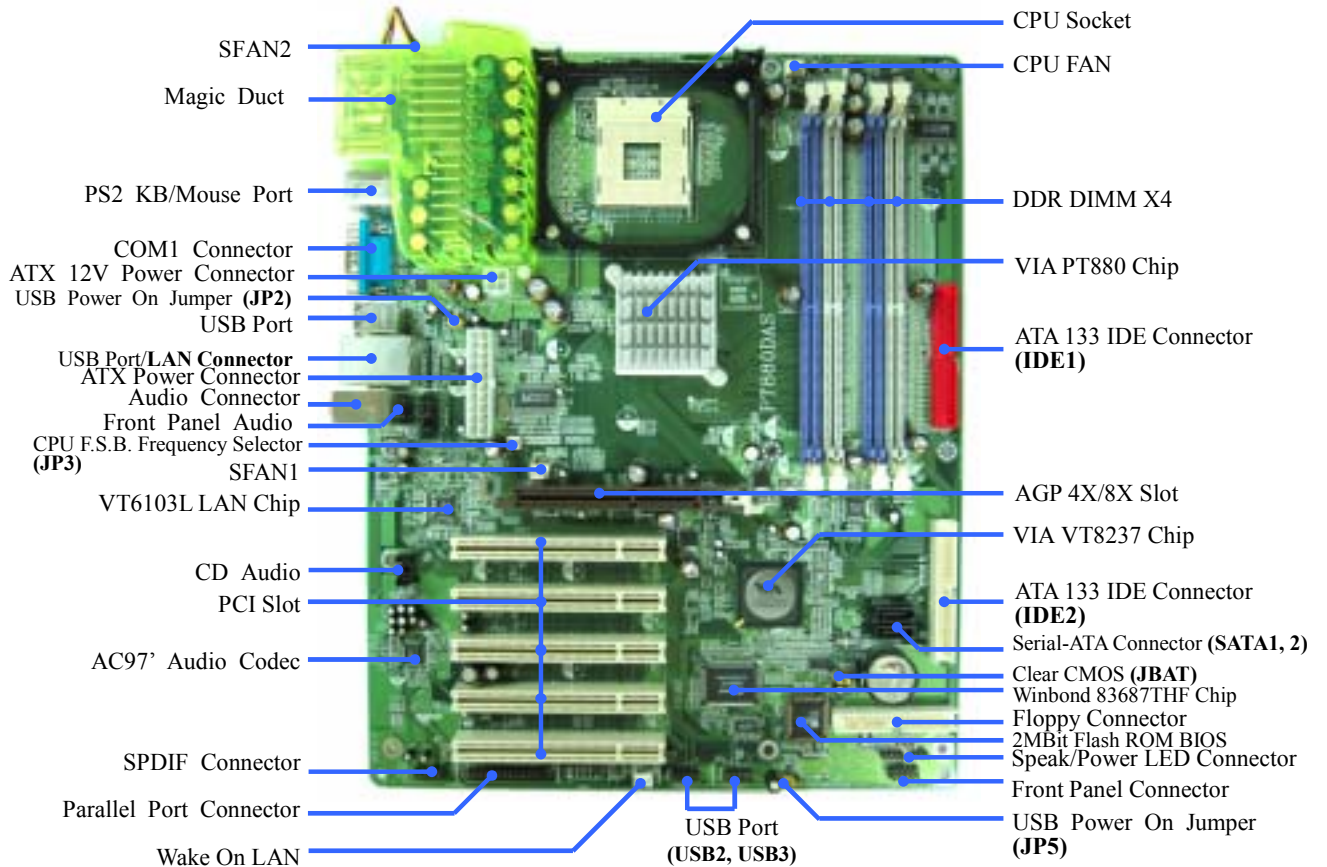 SFAN2
Magic Duct
PS2 KB/Mouse Port
COM1 Connector
ATX 12V Power Connector
USB Power On Jumper (JP2)
USB Port
USB Port/LAN Connector
ATX Power Connector
Audio Connector
Front Panel Audio
CPU F.S.B. Frequency Selector
(JP3)
SFAN1
VT6103L LAN Chip
CD Audio
PCI Slot
AC97’ Audio Codec
SPDIF Connector
Parallel Port Connector
Wake On LAN
USB Port
(USB2, USB3)
CPU Socket
CPU FAN
DDR DIMM X4
VIA PT880 Chip
ATA 133 IDE Connector
(IDE1)
AGP 4X/8X Slot
VIA VT8237 Chip
ATA 133 IDE Connector
(IDE2)
Serial-ATA Connector (SATA1, 2)
Clear CMOS (JBAT)
Winbond 83687THF Chip
Floppy Connector
2MBit Flash ROM BIOS
Speak/Power LED Connector
Front Panel Connector
USB Power On Jumper
(JP5)